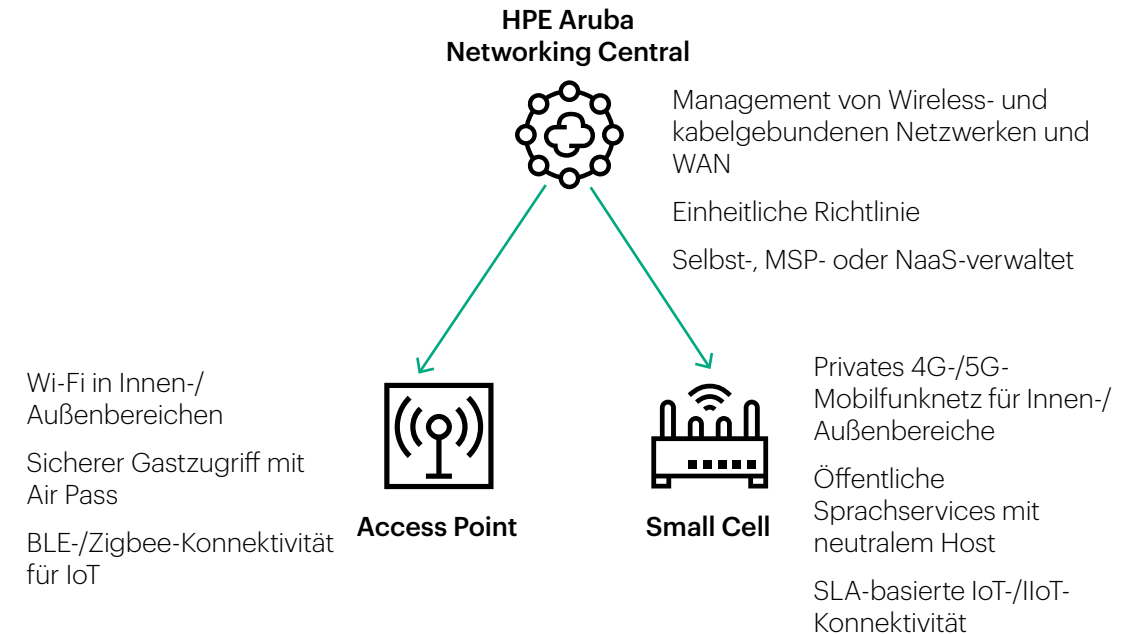 HPE Aruba
Networking Central
Management von Wireless- und
kabelgebundenen Netzwerken und
WAN
Einheitliche Richtlinie
Selbst-, MSP- oder NaaS-verwaltet
Wi-Fi in Innen-/
Außenbereichen
Sicherer Gastzugriff mit
Air Pass
BLE-/Zigbee-Konnektivität
für IoT
Access Point
Small Cell
Privates 4G-/5G-
Mobilfunknetz für Innen-/
Außenbereiche
Öffentliche
Sprachservices mit
neutralem Host
SLA-basierte IoT-/IIoT-
Konnektivität